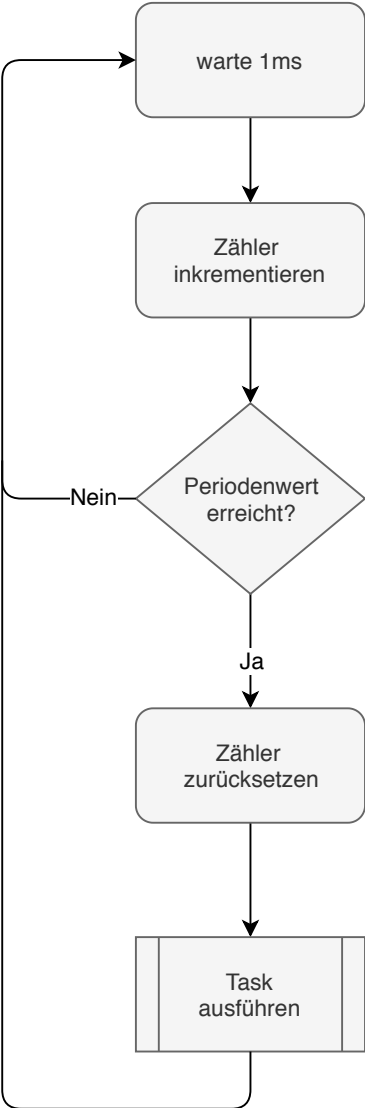 warte 1ms
Zähler
inkrementieren
Periodenwert
erreicht?
Nein
Ja
Zähler
zurücksetzen
Task
ausführen